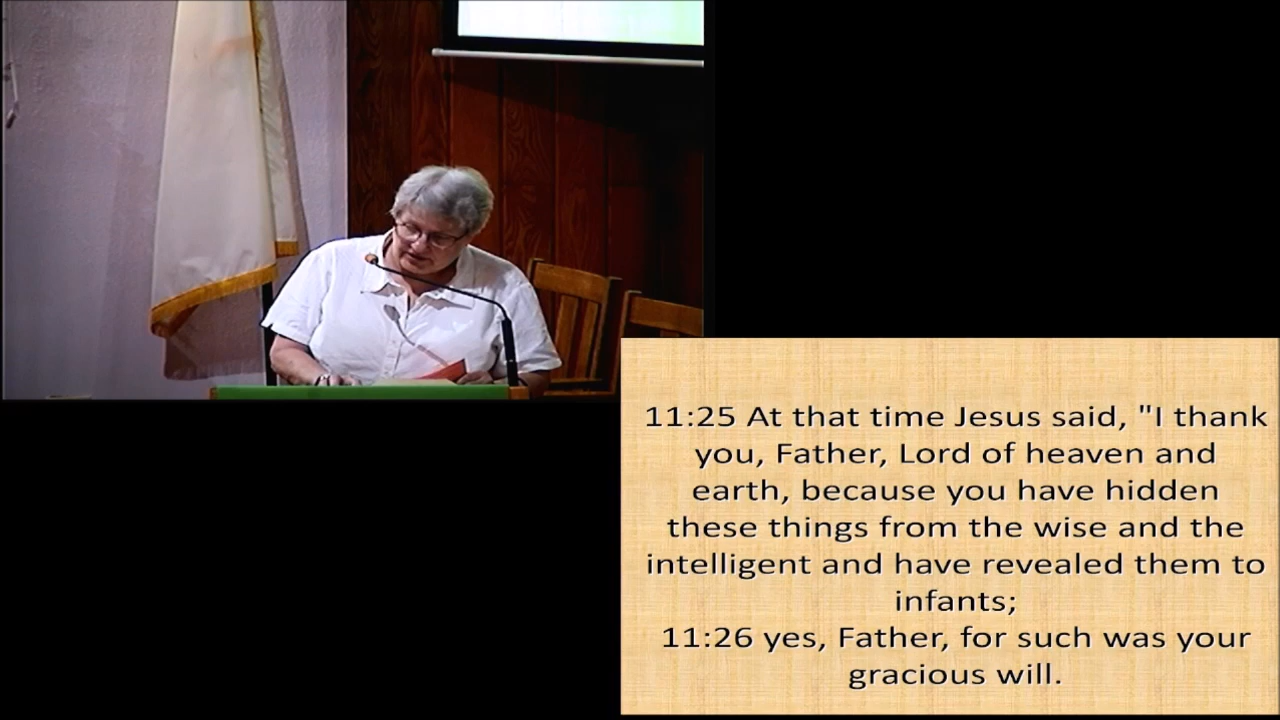 11:25 At that time Jesus said, "I thank
you, Father, Lord of heaven and
earth, because you have hidden
these things from the wise and the
intelligent and have revealed them to
infants;
11:26 yes, Father, for such was your
gracious will.